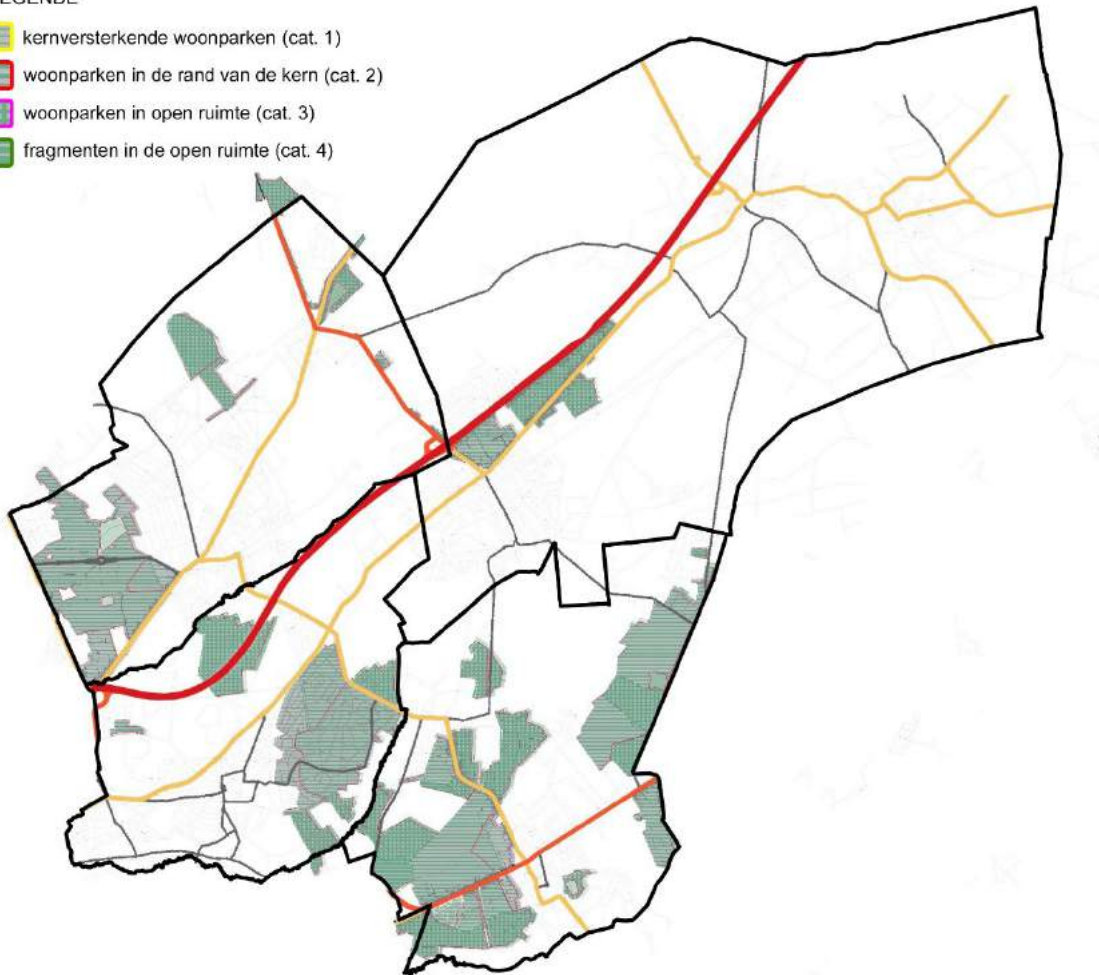 LEGENDE
kernversterkende woonparken (cat. 1)
woonparken in de rand van de kern (cat. 2)
woonparken in open ruimte (cat. 3)
fragmenten in de open ruimte (cat. 4)